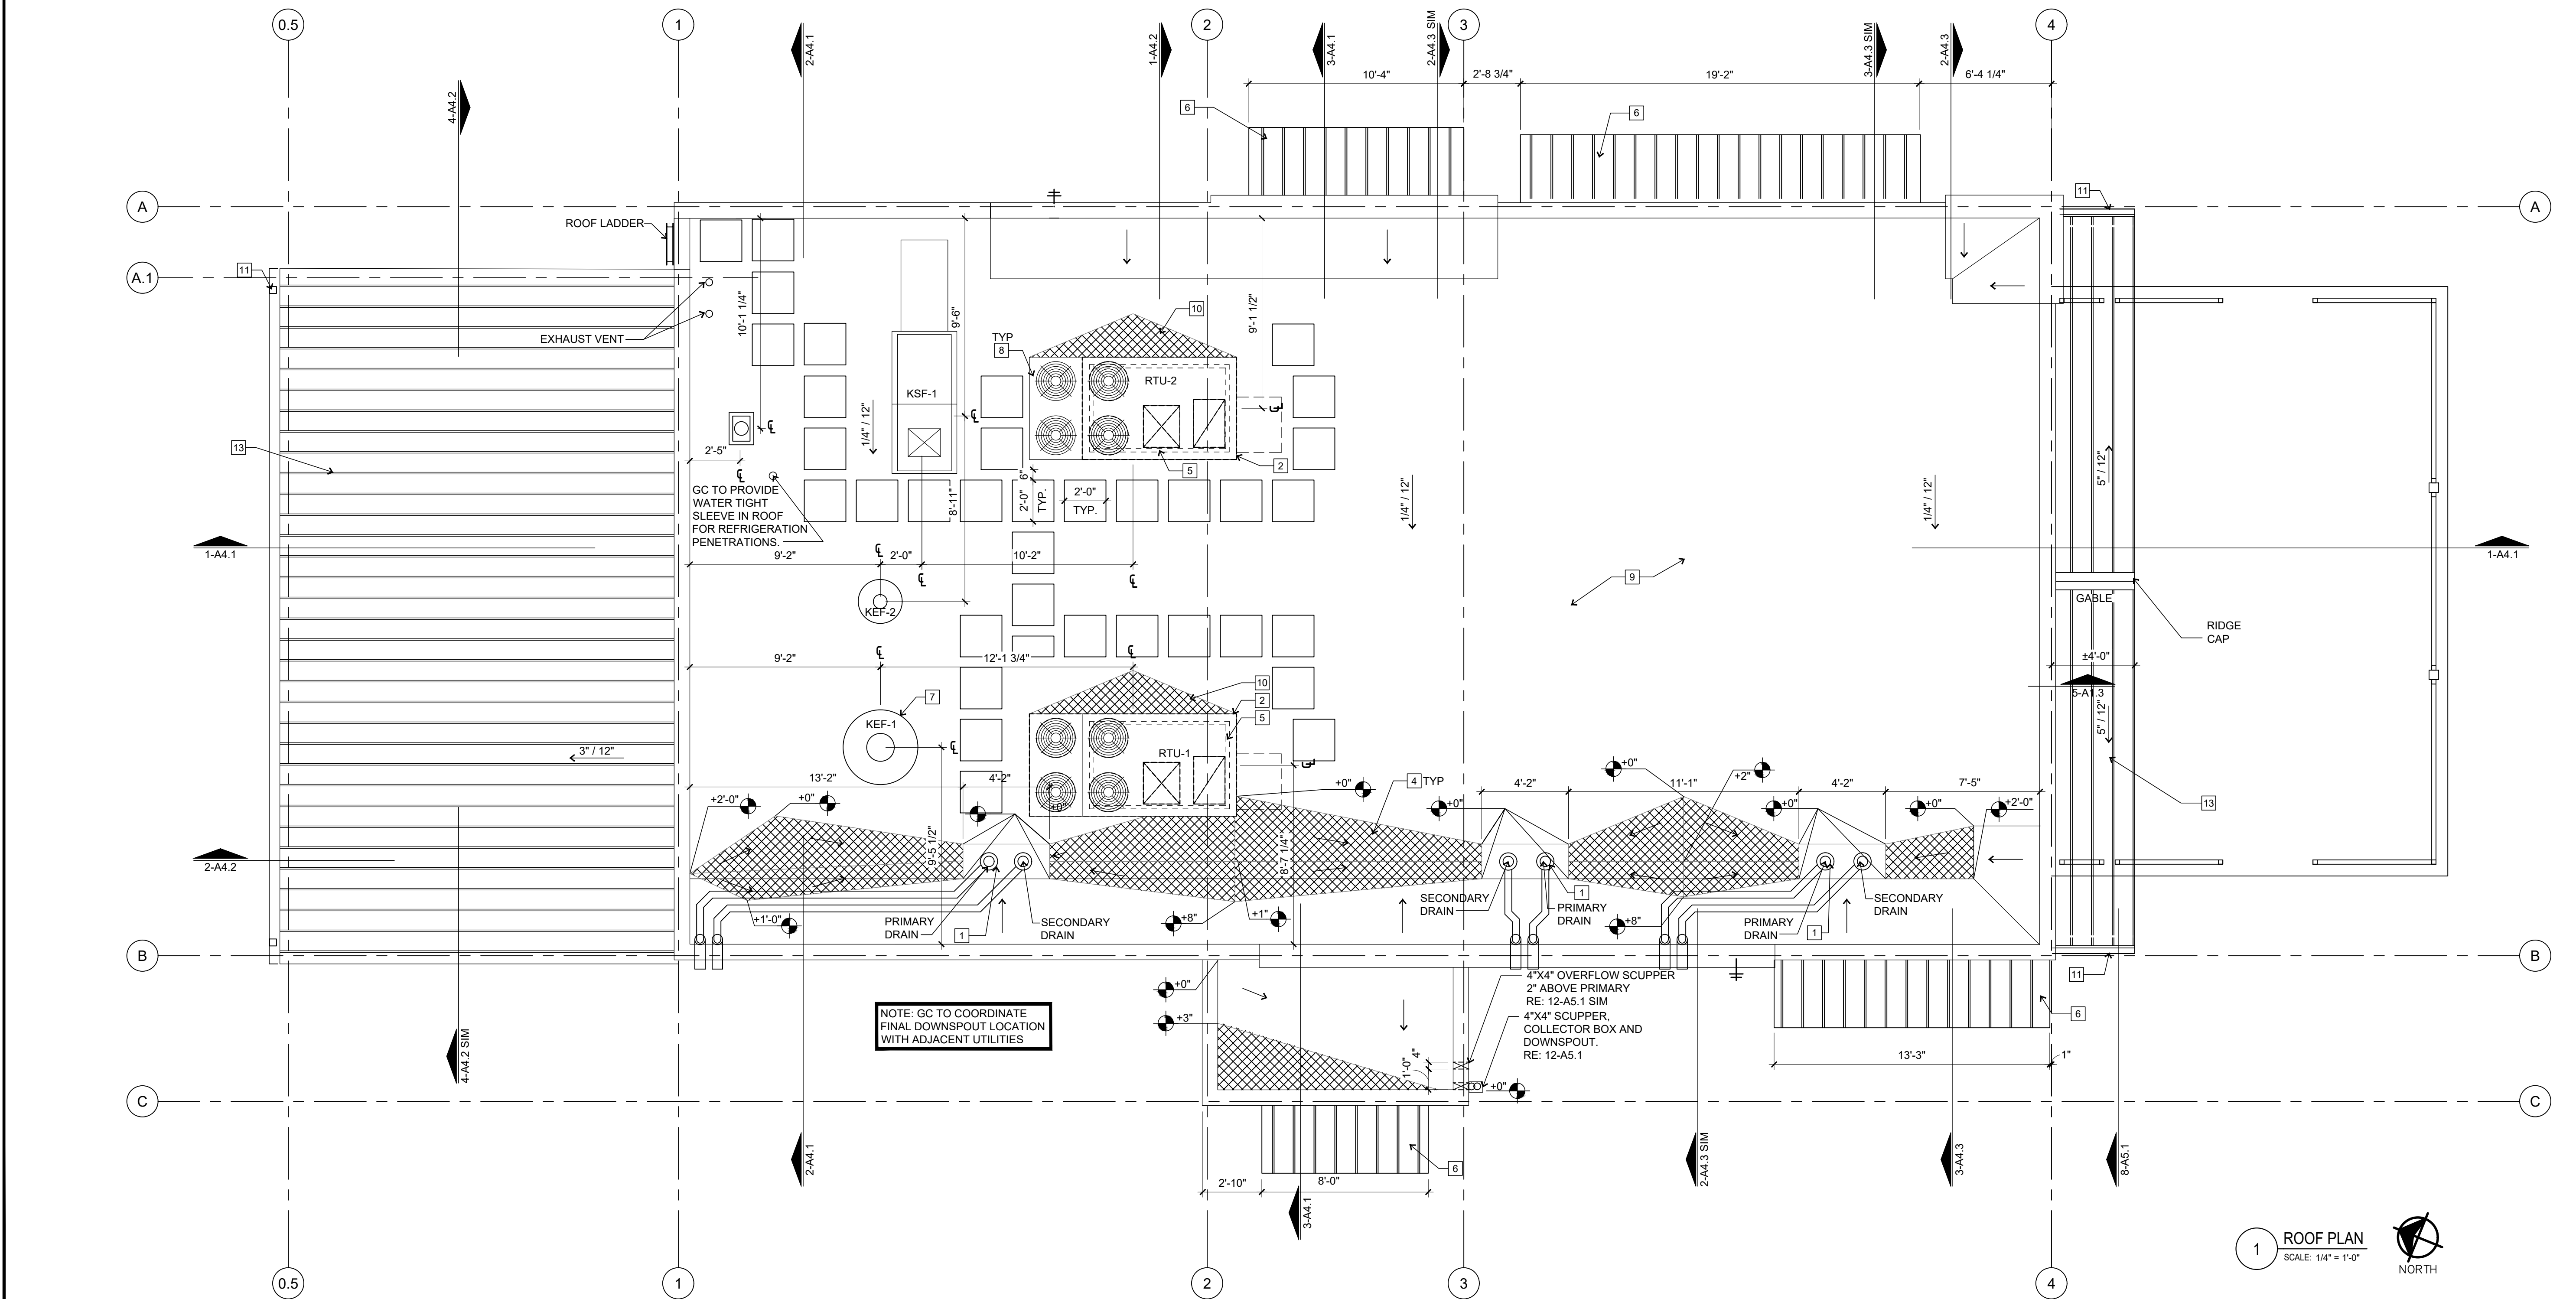 0.5
1
2
3
4
2-A4.1
1-A4.2
3-A4.1
2-A4.3 SIM
3-A4.3 SIM
2-A4.3
4-A4.2
10'-4"
2'-8 3/4"
19'-2"
6'-4 1/4"
6
6
A
A
11
ROOF LADDER
A.1
11
EXHAUST VENT
10'-1 1/4"
9'-6"
9'-1 1/2"
10
TYP
8
RTU-2
KSF-1
1/4" / 12"
13
2'-5"
5
2
GC TO PROVIDE
WATER TIGHT
SLEEVE IN ROOF
FOR REFRIGERATION
PENETRATIONS.
8'-11"
6"
2'-0"
TYP.
2'-0"
TYP.
1/4" / 12"
1/4" / 12"
5" / 12"
1-A4.1
1-A4.1
9'-2"
2'-0"
10'-2"
9
KEF-2
GABLE
RIDGE
CAP
9'-2"
12'-1 3/4"
±4'-0"
10
2
5
7
KEF-1
5-A1.3
5" / 12"
RTU-1
3" / 12"
13'-2"
4'-2"
+0"
+0"
4 TYP
4'-2"
+0"
11'-1"
+2"
4'-2"
7'-5"
+2'-0"
+0"
+0"
+0"
+0"
+2'-0"
13
9'-5 1/2"
8'-7 1/4"
2-A4.2
+1'-0"
PRIMARY
DRAIN
1
SECONDARY
DRAIN
+8"
+1"
SECONDARY
DRAIN
1
PRIMARY
DRAIN
+8"
PRIMARY
DRAIN
1
SECONDARY
DRAIN
B
B
11
+0"
+3"
4"X4" OVERFLOW SCUPPER
2" ABOVE PRIMARY
RE: 12-A5.1 SIM
4"X4" SCUPPER,
COLLECTOR BOX AND
DOWNSPOUT.
RE: 12-A5.1
NOTE: GC TO COORDINATE
FINAL DOWNSPOUT LOCATION
WITH ADJACENT UTILITIES
6
4"
1'-0"
+0"
13'-3"
1"
4-A4.2 SIM
C
C
2-A4.1
6
2'-10"
8'-0"
3-A4.1
2-A4.3 SIM
3-A4.3
8-A5.1
1
ROOF PLAN
SCALE: 1/4" = 1'-0"
NORTH
0.5
1
2
3
4